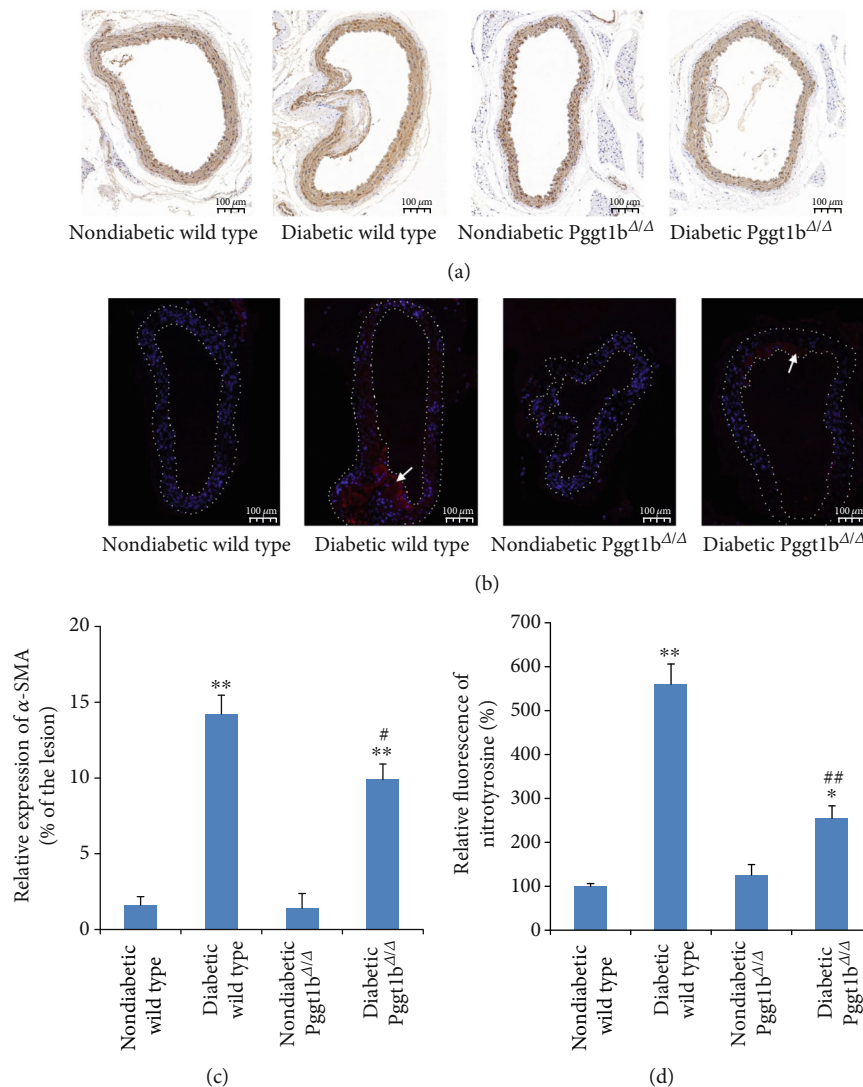 100 μm 100 μm 100 μm 100 μm
Nondiabetic wild type Diabetic wild type Nondiabetic Pggt1b^Δ/Δ Diabetic Pggt1b^Δ/Δ
(a)
100 μm 100 μm 100 μm 100 μm
Nondiabetic wild type Diabetic wild type Nondiabetic Pggt1b^Δ/Δ Diabetic Pggt1b^Δ/Δ
(b)
Relative expression of α-SMA
(% of the lesion)
20
15
10
5
0
**
#
**
Nondiabetic
wild type
Diabetic
wild type
Nondiabetic
Pggt1b^Δ/Δ
Diabetic
Pggt1b^Δ/Δ
(c)
Relative fluorescence of
nitrotyrosine (%)
700
600
500
400
300
200
100
0
**
##
*
Nondiabetic
wild type
Diabetic
wild type
Nondiabetic
Pggt1b^Δ/Δ
Diabetic
Pggt1b^Δ/Δ
(d)